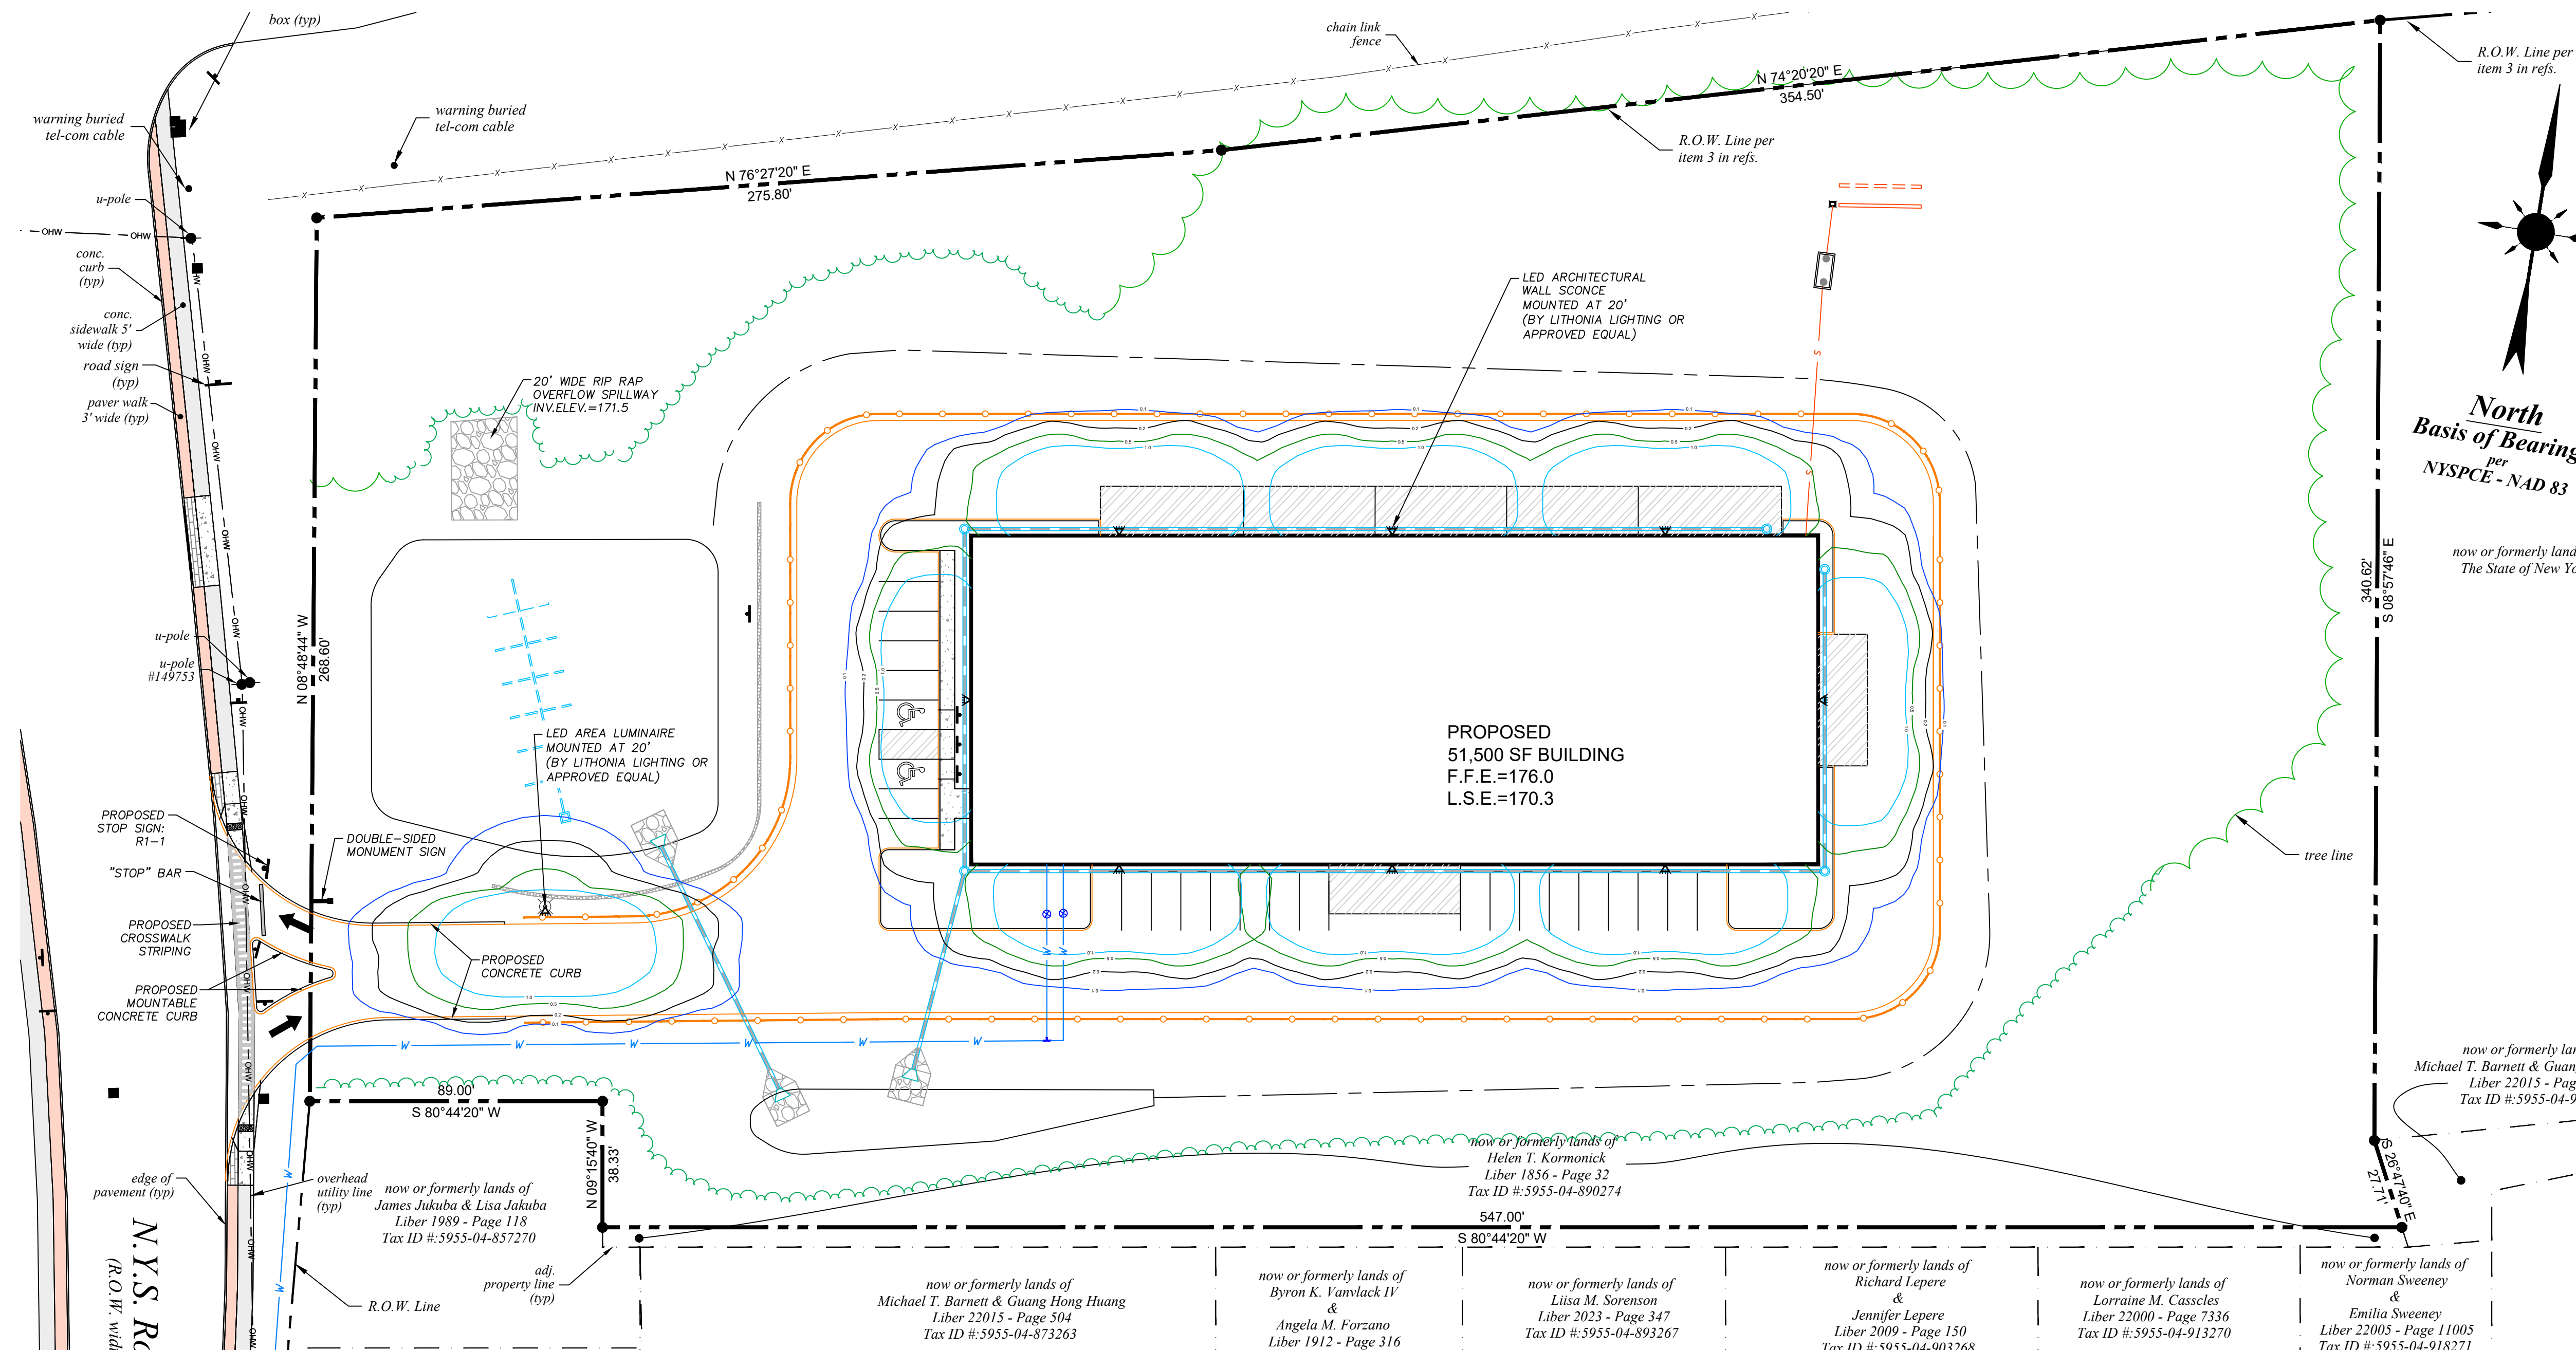 box (typ)
warning buried
tel-com cable
warning buried
tel-com cable
u-pole
OHW
OHW
OHW
conc.
curb
(typ)
conc.
sidewalk 5'
wide (typ)
road sign
(typ)
paver walk
3' wide (typ)
u-pole
u-pole
#149753
chain link
fence
N 76°27'20" E
275.80'
N 74°20'20" E
354.50'
R.O.W. Line per
item 3 in refs.
R.O.W. Line per
item 3 in refs.
North
Basis of Bearing
per
NYSPCE - NAD 83
now or formerly land
The State of New Yo
340.62'
S 08°57'46" E
LED ARCHITECTURAL
WALL SCONCE
MOUNTED AT 20'
(BY LITHONIA LIGHTING OR
APPROVED EQUAL)
20' WIDE RIP RAP
OVERFLOW SPILLWAY
INV.ELEV.=171.5
N 08°48'44" W
268.60'
LED AREA LUMINAIRE
MOUNTED AT 20'
(BY LITHONIA LIGHTING OR
APPROVED EQUAL)
PROPOSED
51,500 SF BUILDING
F.F.E.=176.0
L.S.E.=170.3
PROPOSED
STOP SIGN:
R1-1
"STOP" BAR
DOUBLE-SIDED
MONUMENT SIGN
PROPOSED
CROSSWALK
STRIPING
PROPOSED
MOUNTABLE
CONCRETE CURB
PROPOSED
CONCRETE CURB
tree line
89.00'
S 80°44'20" W
N 09°15'40" W
38.33'
edge of
pavement (typ)
overhead
utility line
(typ)
now or formerly lands of
James Jukuba & Lisa Jakuba
Liber 1989 - Page 118
Tax ID #:5955-04-857270
now or formerly lands of
Helen T. Kormonick
Liber 1856 - Page 32
Tax ID #:5955-04-890274
547.00'
S 80°44'20" W
S 26°47'40" E
27.71'
now or formerly lan
Michael T. Barnett & Guan
Liber 22015 - Pag
Tax ID #:5955-04-9
N.Y.S. Ro
(R.O.W. widi
R.O.W. Line
adj.
property line
(typ)
now or formerly lands of
Michael T. Barnett & Guang Hong Huang
Liber 22015 - Page 504
Tax ID #:5955-04-873263
now or formerly lands of
Byron K. Vanvlack IV
&
Angela M. Forzano
Liber 1912 - Page 316
now or formerly lands of
Liisa M. Sorenson
Liber 2023 - Page 347
Tax ID #:5955-04-893267
now or formerly lands of
Richard Lepere
&
Jennifer Lepere
Liber 2009 - Page 150
Tax ID #:5955-04-903268
now or formerly lands of
Lorraine M. Casscles
Liber 22000 - Page 7336
Tax ID #:5955-04-913270
now or formerly lands of
Norman Sweeney
&
Emilia Sweeney
Liber 22005 - Page 11005
Tax ID #:5955-04-918271